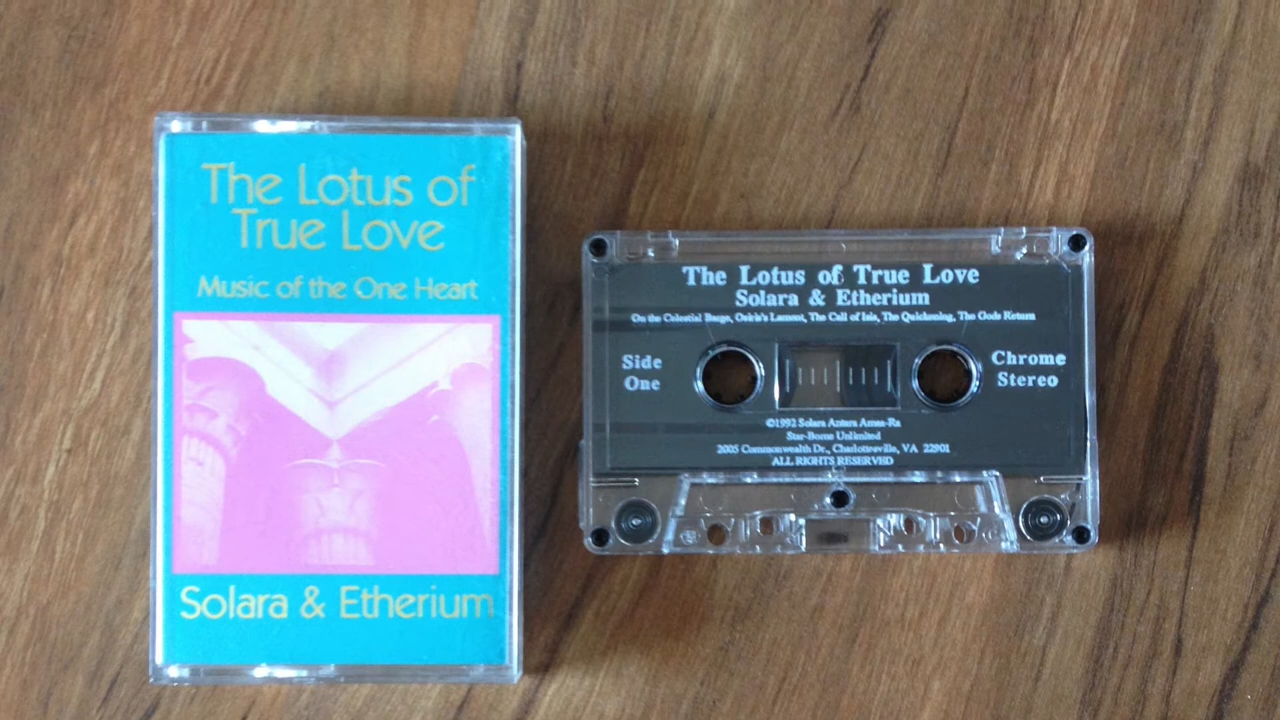 The Lotus of
True Love
Music of the One Heart
Solara & Etherium
The Lotus of True Love
Solara & Etherium
On the Celestial Barge, Osiris's Lament, The Call of Isis, The Quickening, The Gods Return
Side
One
Chrome
Stereo
©1992 Solara Antara Amaa-Ra
Star-Borne Unlimited
2005 Commonwealth Dr., Charlottesville, VA 22901
ALL RIGHTS RESERVED